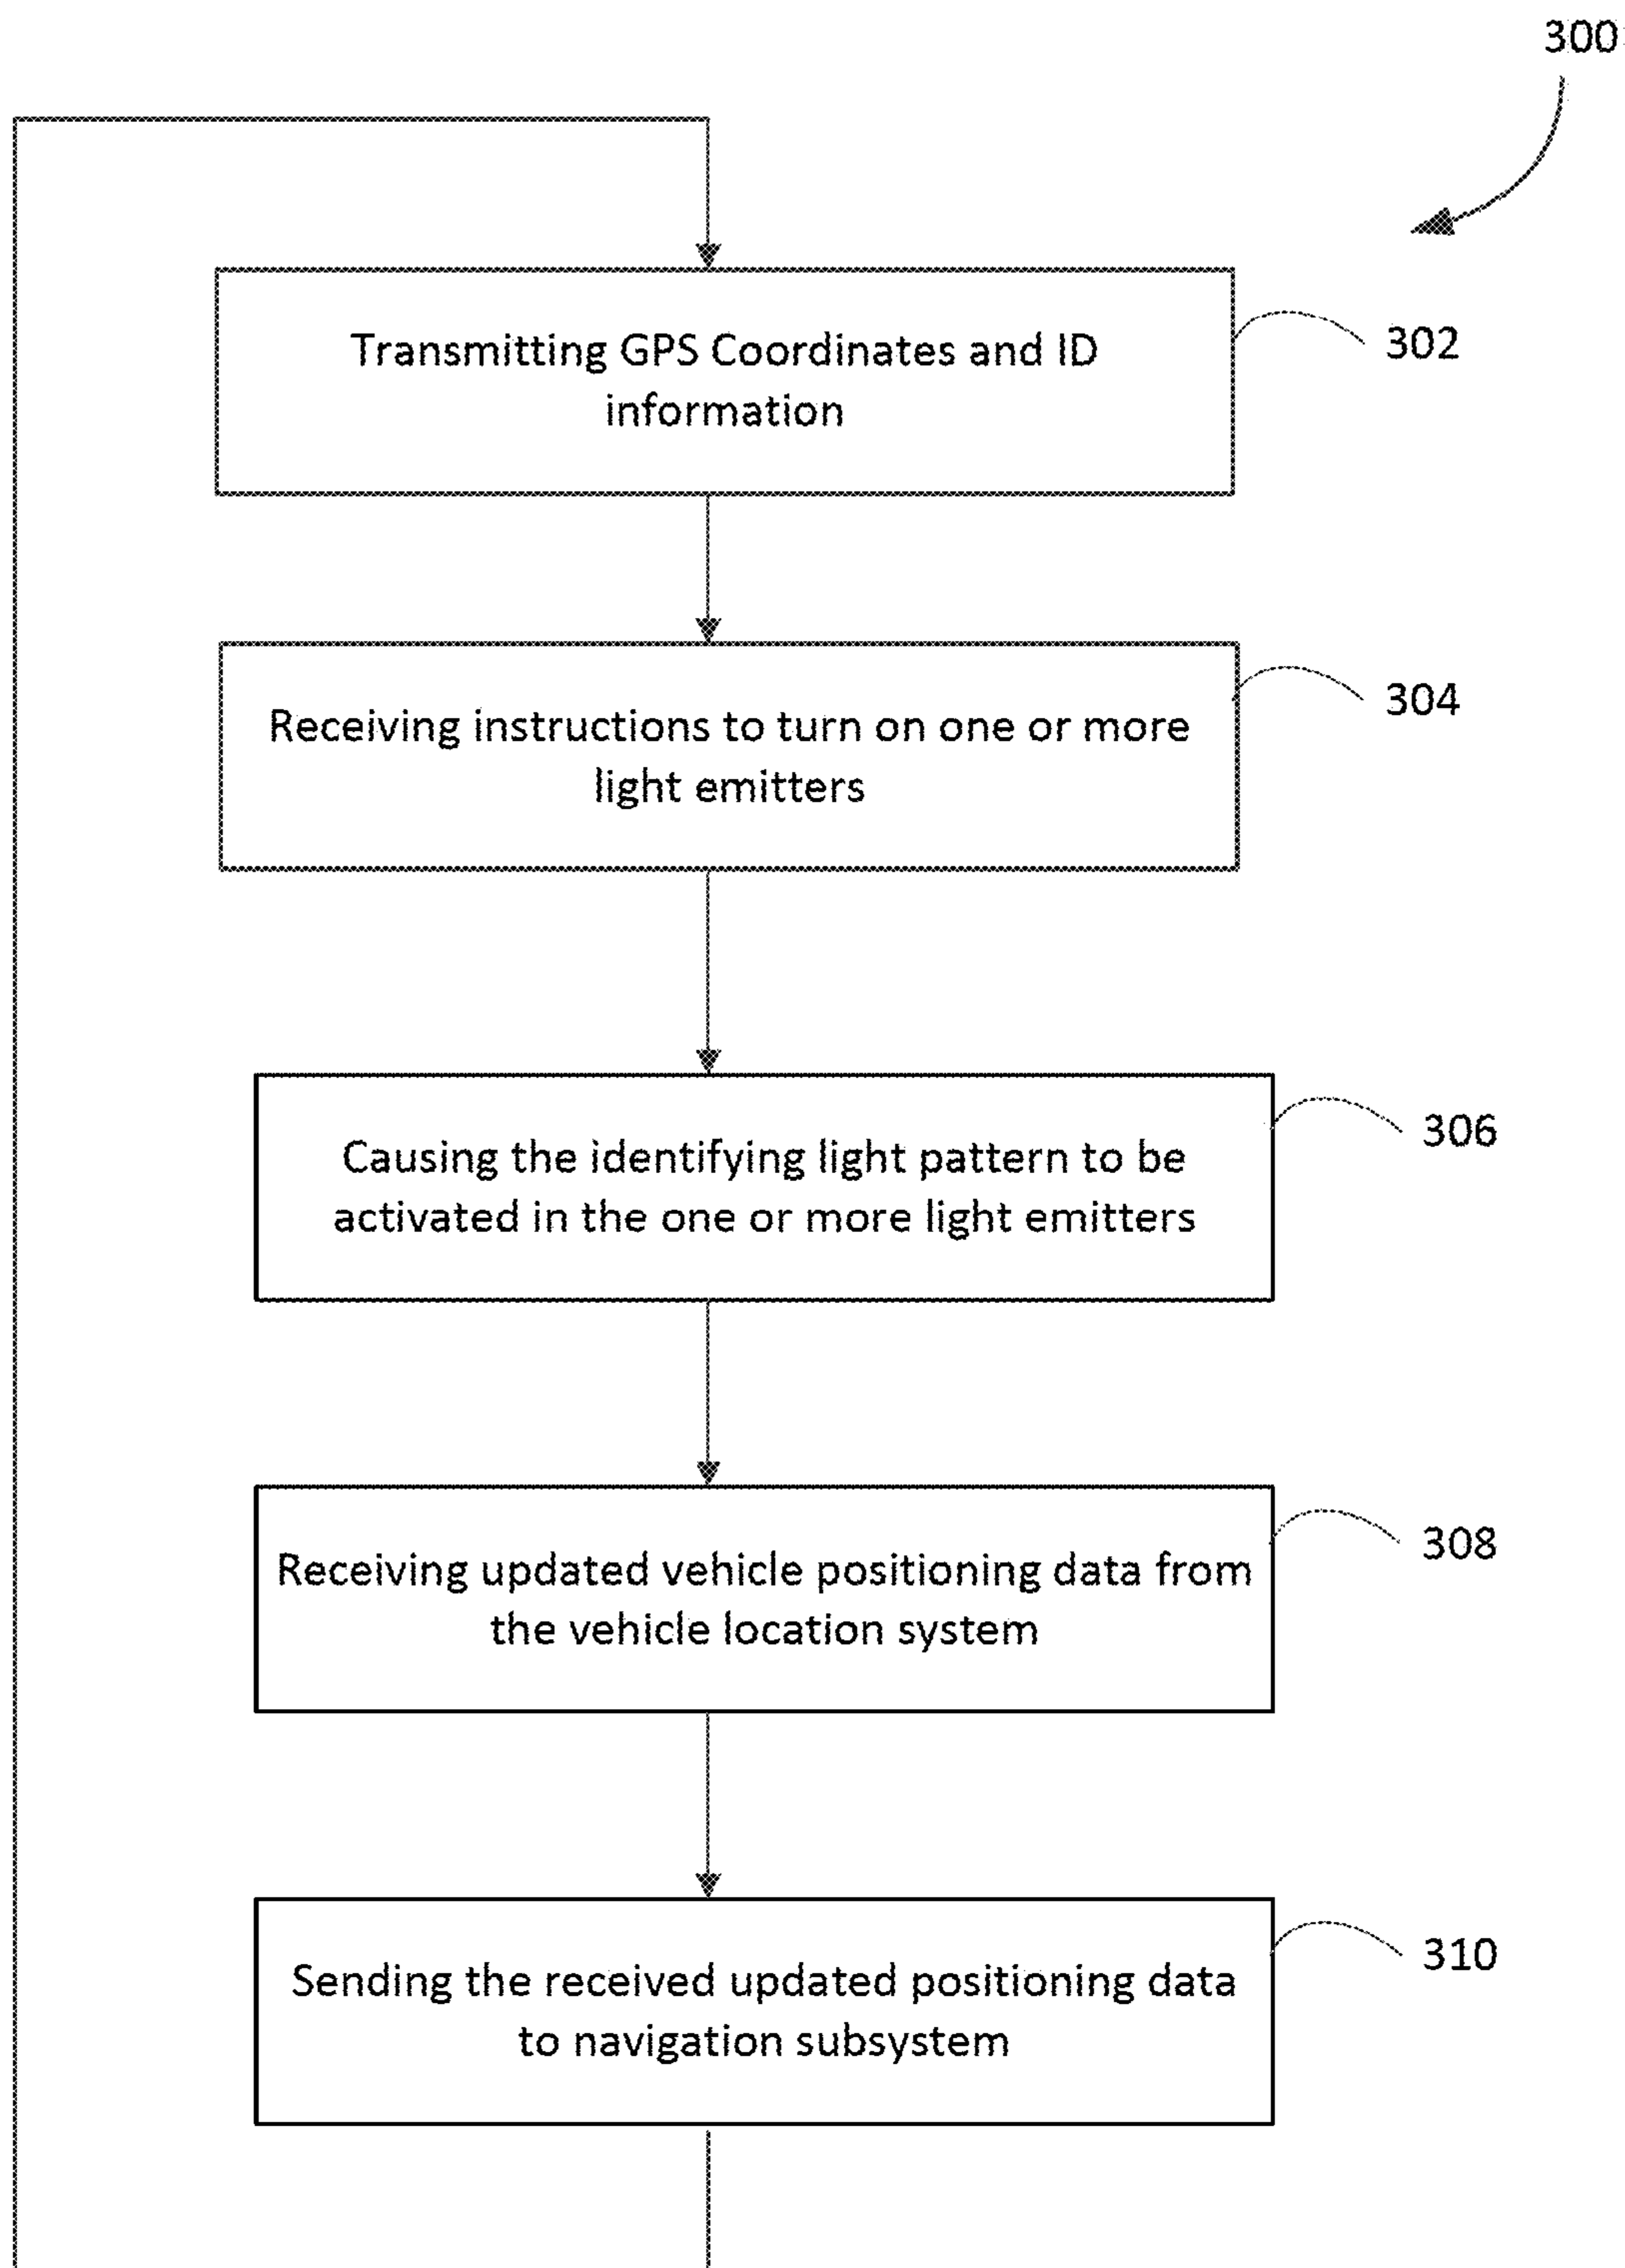 300
Transmitting GPS Coordinates and ID
information
302
Receiving instructions to turn on one or more
light emitters
304
Causing the identifying light pattern to be
activated in the one or more light emitters
306
Receiving updated vehicle positioning data from
the vehicle location system
308
Sending the received updated positioning data
to navigation subsystem
310